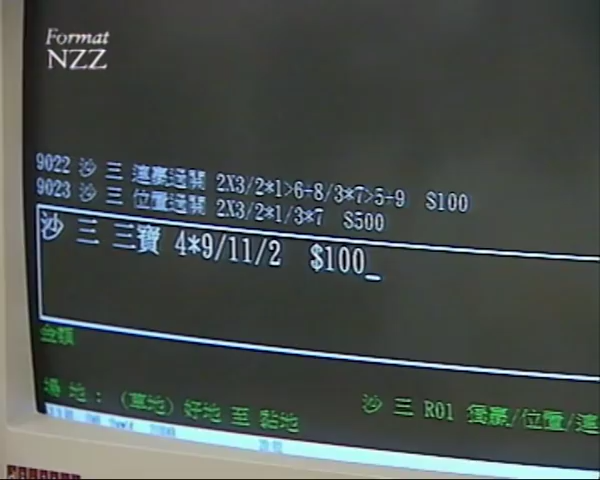 Format
NZZ
9022 沙 三 連贏過關 2X3/2*1>6-8/3*7>5-9 $100
9023 沙 三 位置過關 2X3/2*1/3*7 $500
沙 三 三寶 4*9/11/2 $100_
金額
場地: (草地) 好地 至 黏地
沙 三 R01 獨贏/位置/連